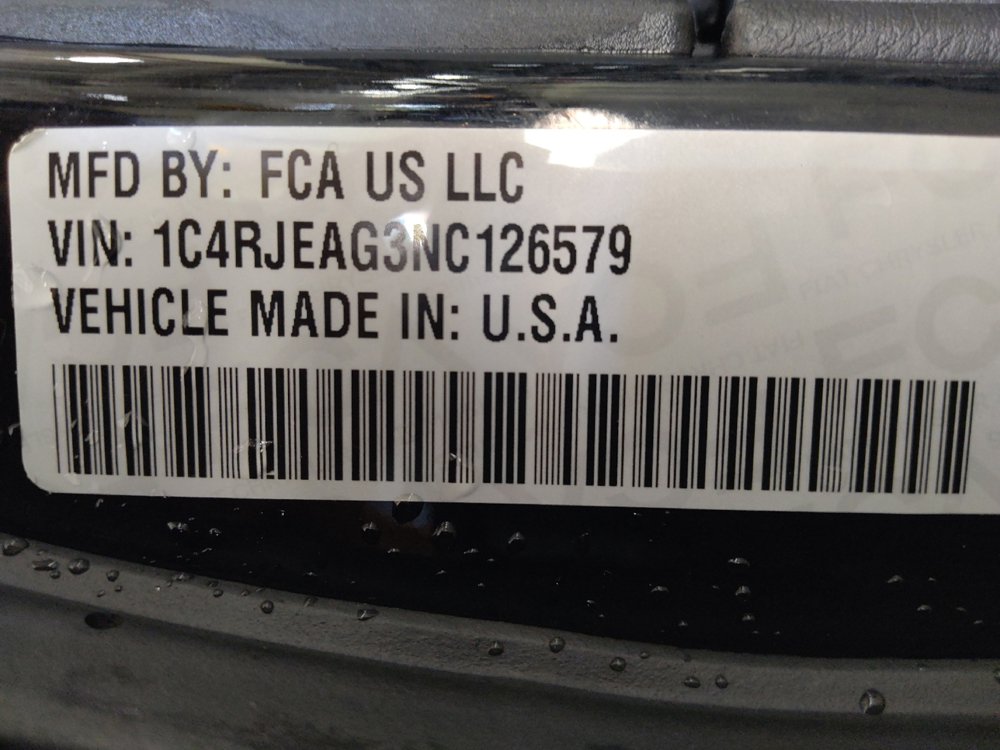 MFD BY: FCA US LLC
VIN: 1C4RJEAG3NC126579
VEHICLE MADE IN: U.S.A.